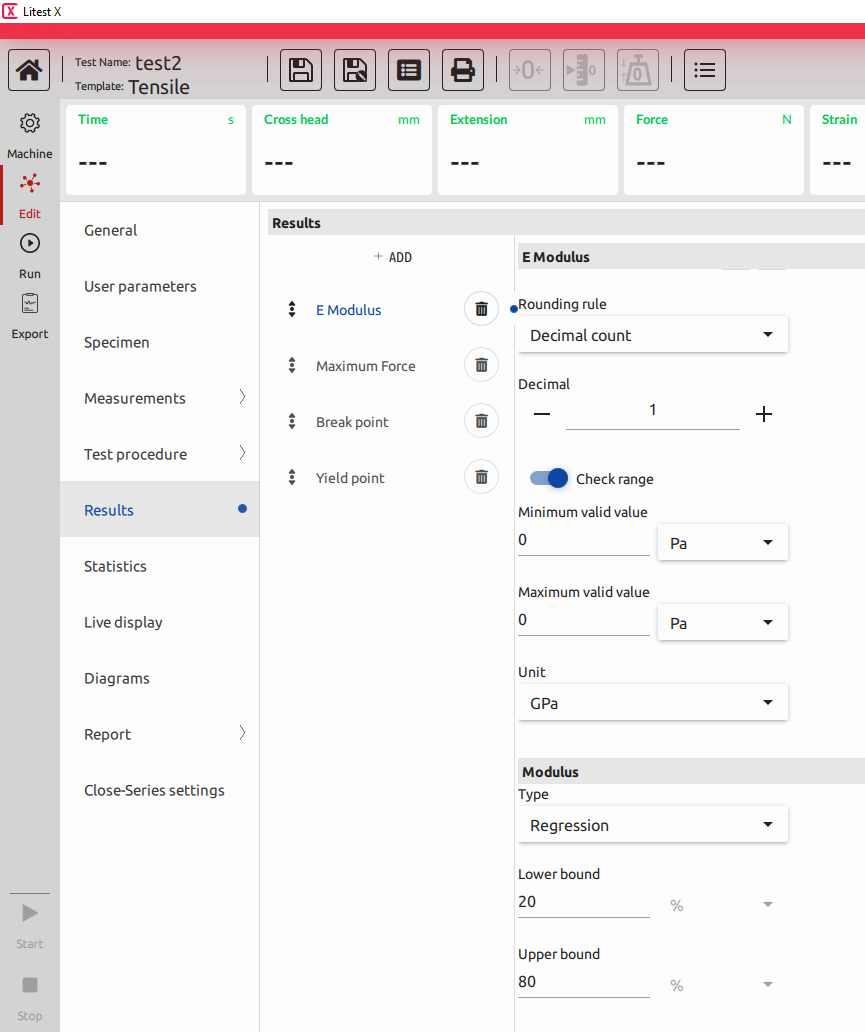 Litest X
Test Name: test2
Template: Tensile
Machine
Edit
Run
Export
Start
Stop
Time s
---
Cross head mm
---
Extension mm
---
Force N
---
Strain
---
General
User parameters
Specimen
Measurements
Test procedure
Results
Statistics
Live display
Diagrams
Report
Close-Series settings
Results
+ ADD
E Modulus
Maximum Force
Break point
Yield point
E Modulus
Rounding rule
Decimal count
Decimal
1
Check range
Minimum valid value
0 Pa
Maximum valid value
0 Pa
Unit
GPa
Modulus
Type
Regression
Lower bound
20 %
Upper bound
80 %